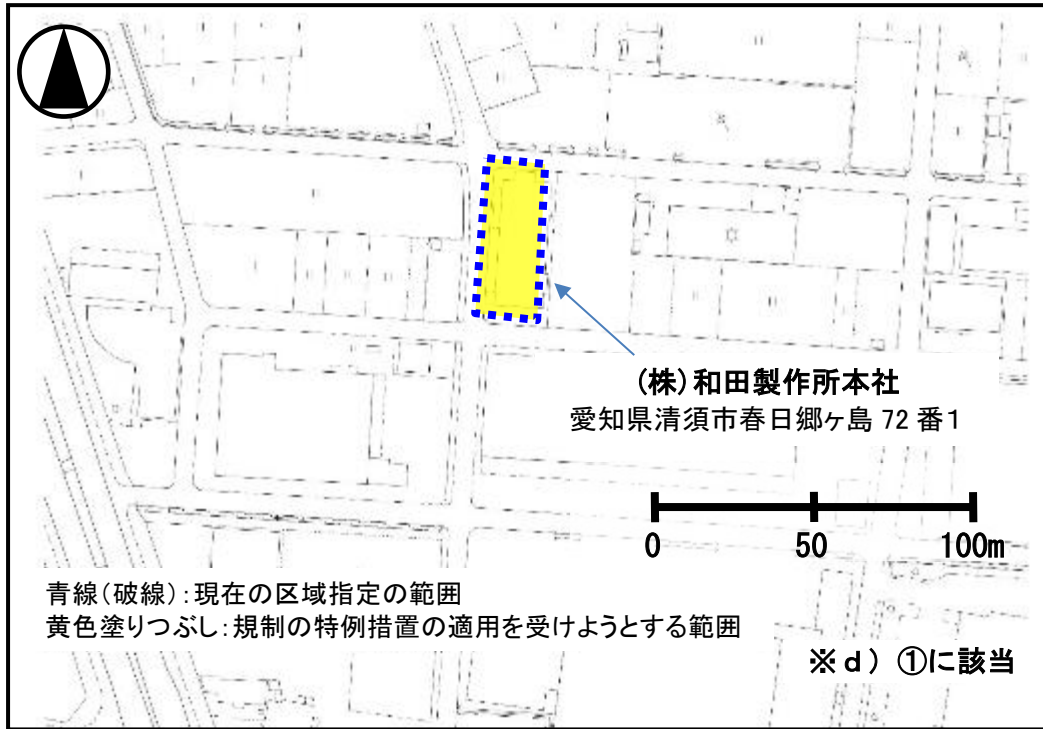 (株)和田製作所本社
愛知県清須市春日郷ヶ島 72 番1
0 50 100m
青線(破線):現在の区域指定の範囲
黄色塗りつぶし:規制の特例措置の適用を受けようとする範囲
※d) ①に該当